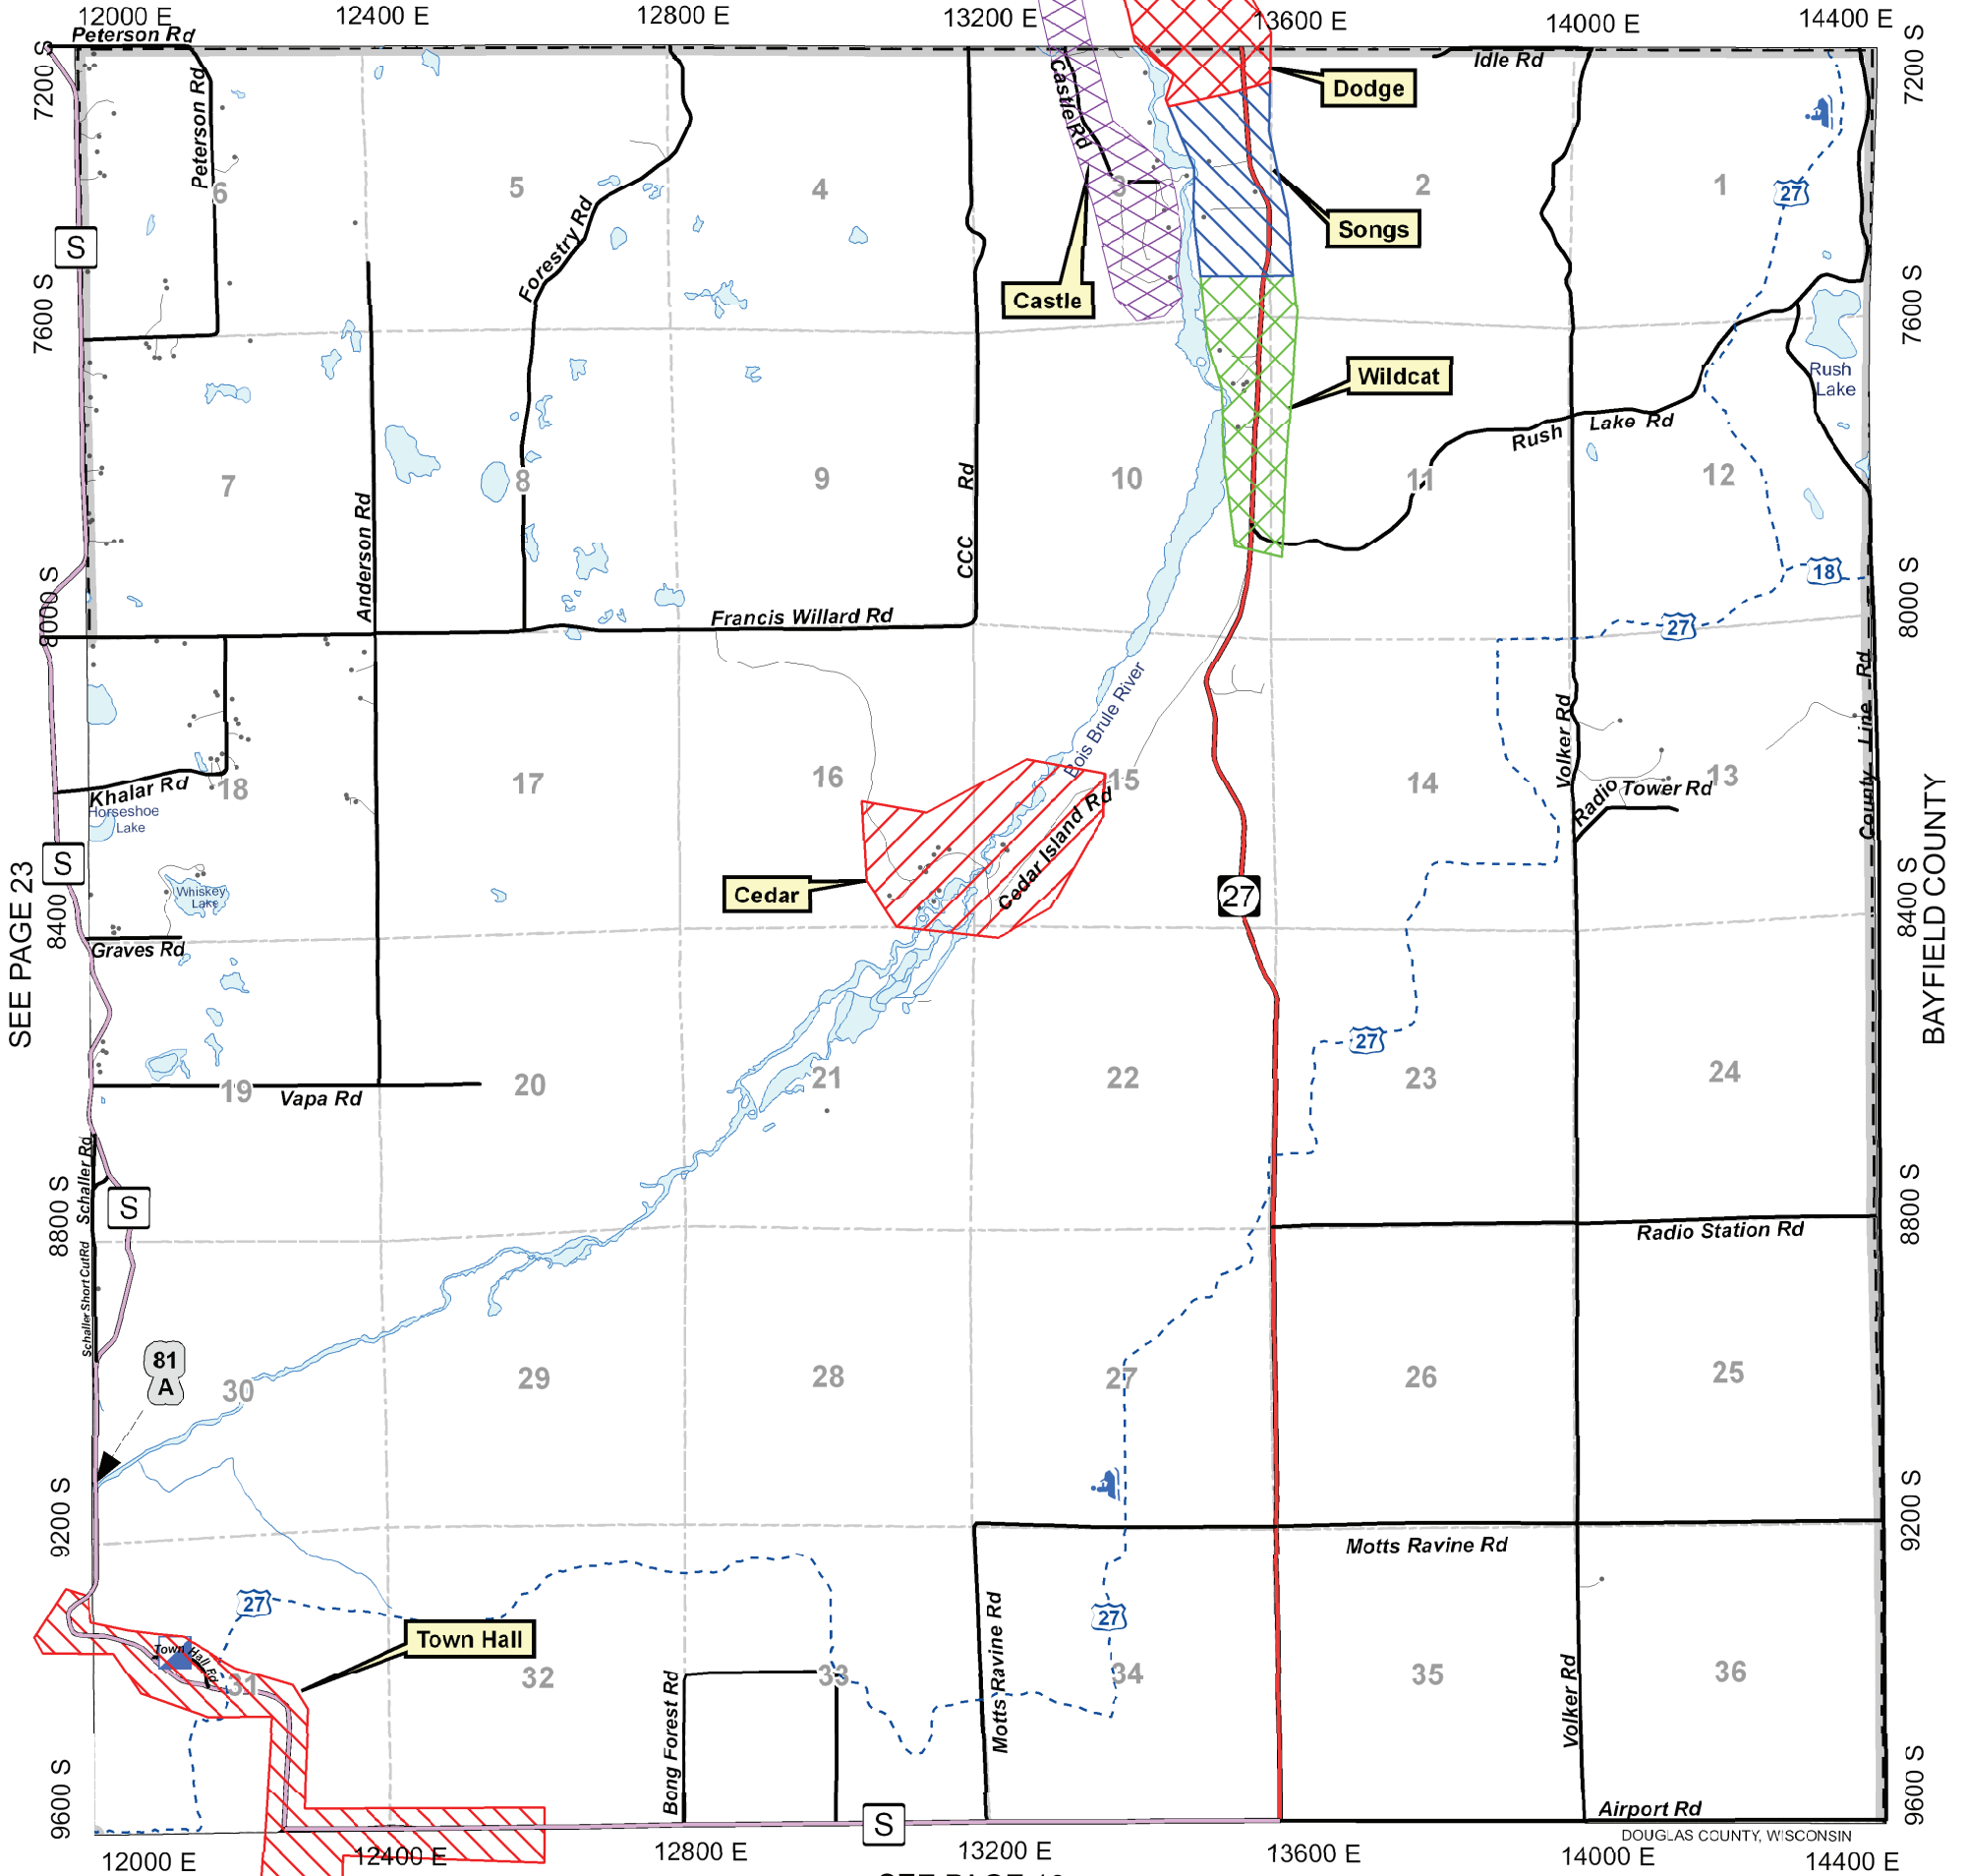 12000 E
12400 E
12800 E
13200 E
13600 E
14000 E
14400 E
Peterson Rd
Idle Rd
7200 S
7200 S
Peterson Rd
Castle Rd
Dodge
27
6
5
4
3
2
1
S
Forestry Rd
Songs
Castle
7600 S
7600 S
Wildcat
Rush
Lake
Rush
Lake Rd
7
8
9
10
11
12
Anderson Rd
CCC
Rd
8000 S
8000 S
18
Francis Willard Rd
27
Bois Brule River
County Line Rd
Volker Rd
18
17
16
15
14
13
Khalar Rd
Horseshoe
Lake
Radio Tower Rd
Cedar Island Rd
S
Whiskey
Lake
Cedar
27
SEE PAGE 23
BAYFIELD COUNTY
8400 S
8400 S
Graves Rd
27
19
20
21
22
23
24
Vapa Rd
Schaller Rd
S
8800 S
8800 S
Radio Station Rd
Schaller Short Cut Rd
81
A
30
29
28
27
26
25
9200 S
9200 S
Motts Ravine Rd
27
27
Town Hall
Town Hall Rd
31
32
33
34
35
36
Bong Forest Rd
Motts Ravine Rd
Volker Rd
9600 S
9600 S
S
Airport Rd
DOUGLAS COUNTY, WISCONSIN
12000 E
12400 E
12800 E
13200 E
13600 E
14000 E
14400 E